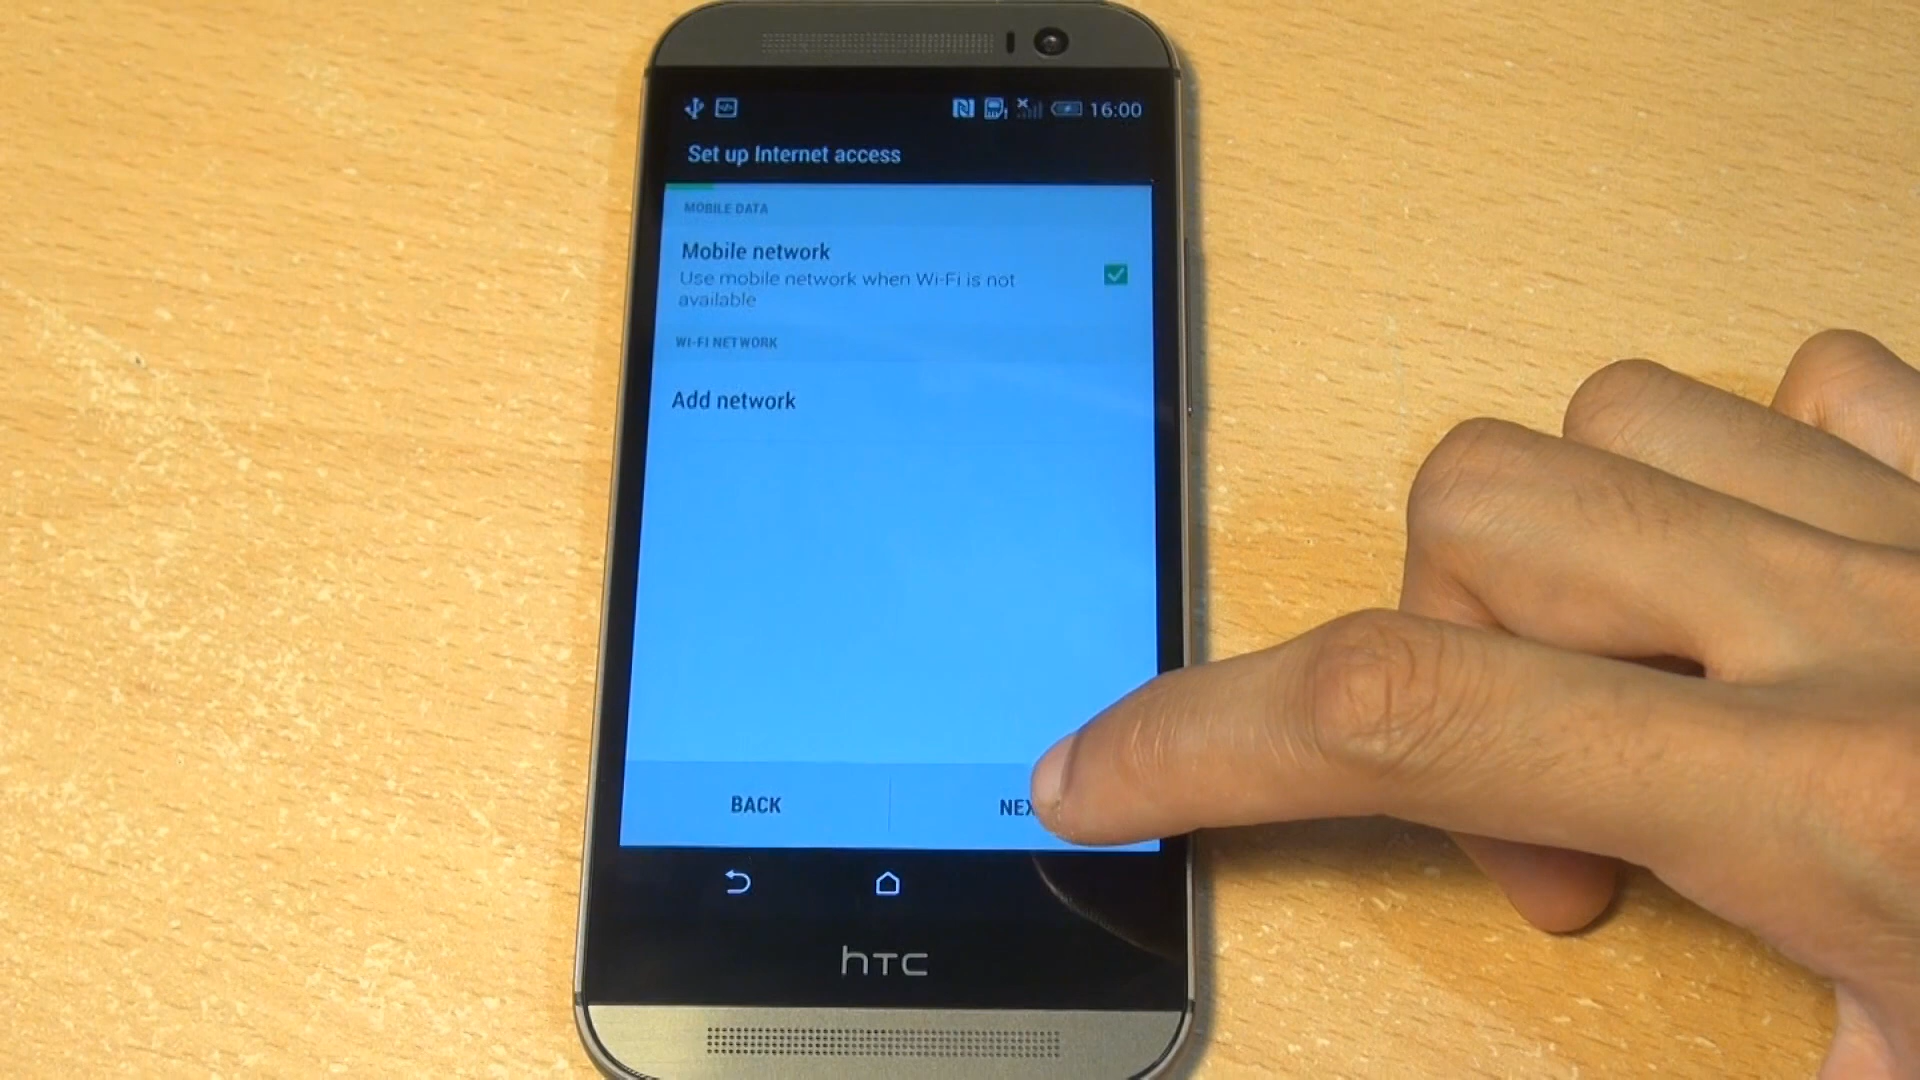 16:00
Set up Internet access
MOBILE DATA
Mobile network
Use mobile network when Wi-Fi is not
available
WI-FI NETWORK
Add network
BACK
NEX
hTC